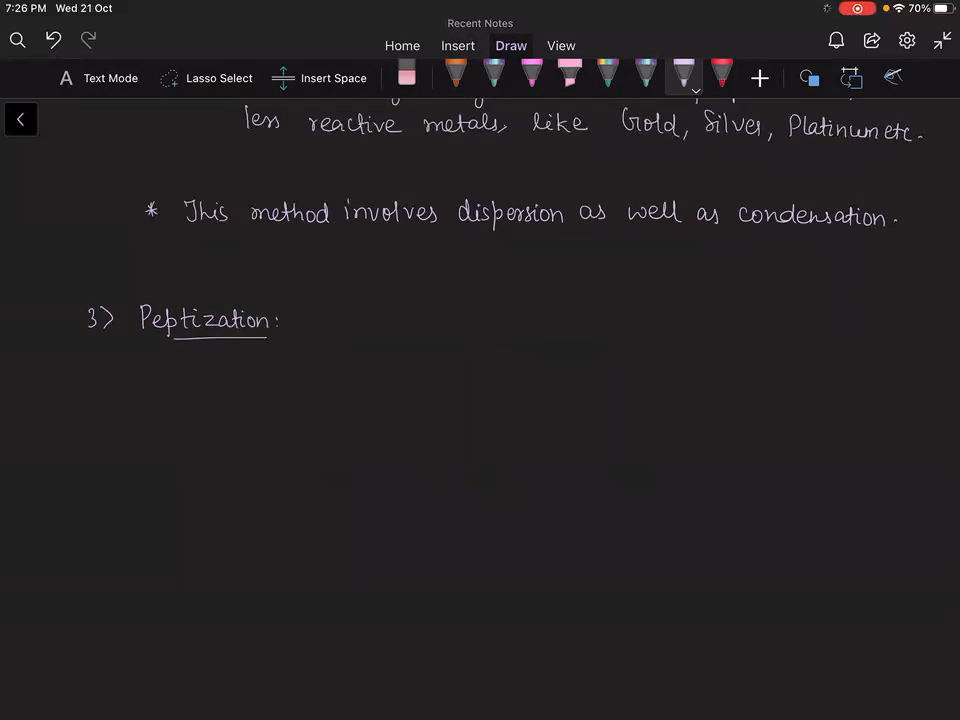 7:26 PM Wed 21 Oct
70%
Recent Notes
Home Insert Draw View
A Text Mode Lasso Select Insert Space
less reactive metals, like Gold, Silver, Platinum etc.
* This method involves dispersion as well as condensation.
3) Peptization: